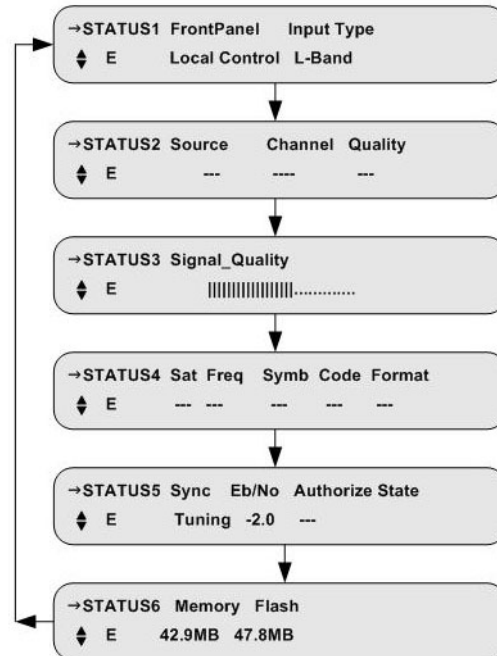 →STATUS1 FrontPanel Input Type
E Local Control L-Band
→STATUS2 Source Channel Quality
E --- ---- ---
→STATUS3 Signal_Quality
E ||||||||||||||||||.............
→STATUS4 Sat Freq Symb Code Format
E --- --- --- --- ---
→STATUS5 Sync Eb/No Authorize State
E Tuning -2.0 ---
→STATUS6 Memory Flash
E 42.9MB 47.8MB